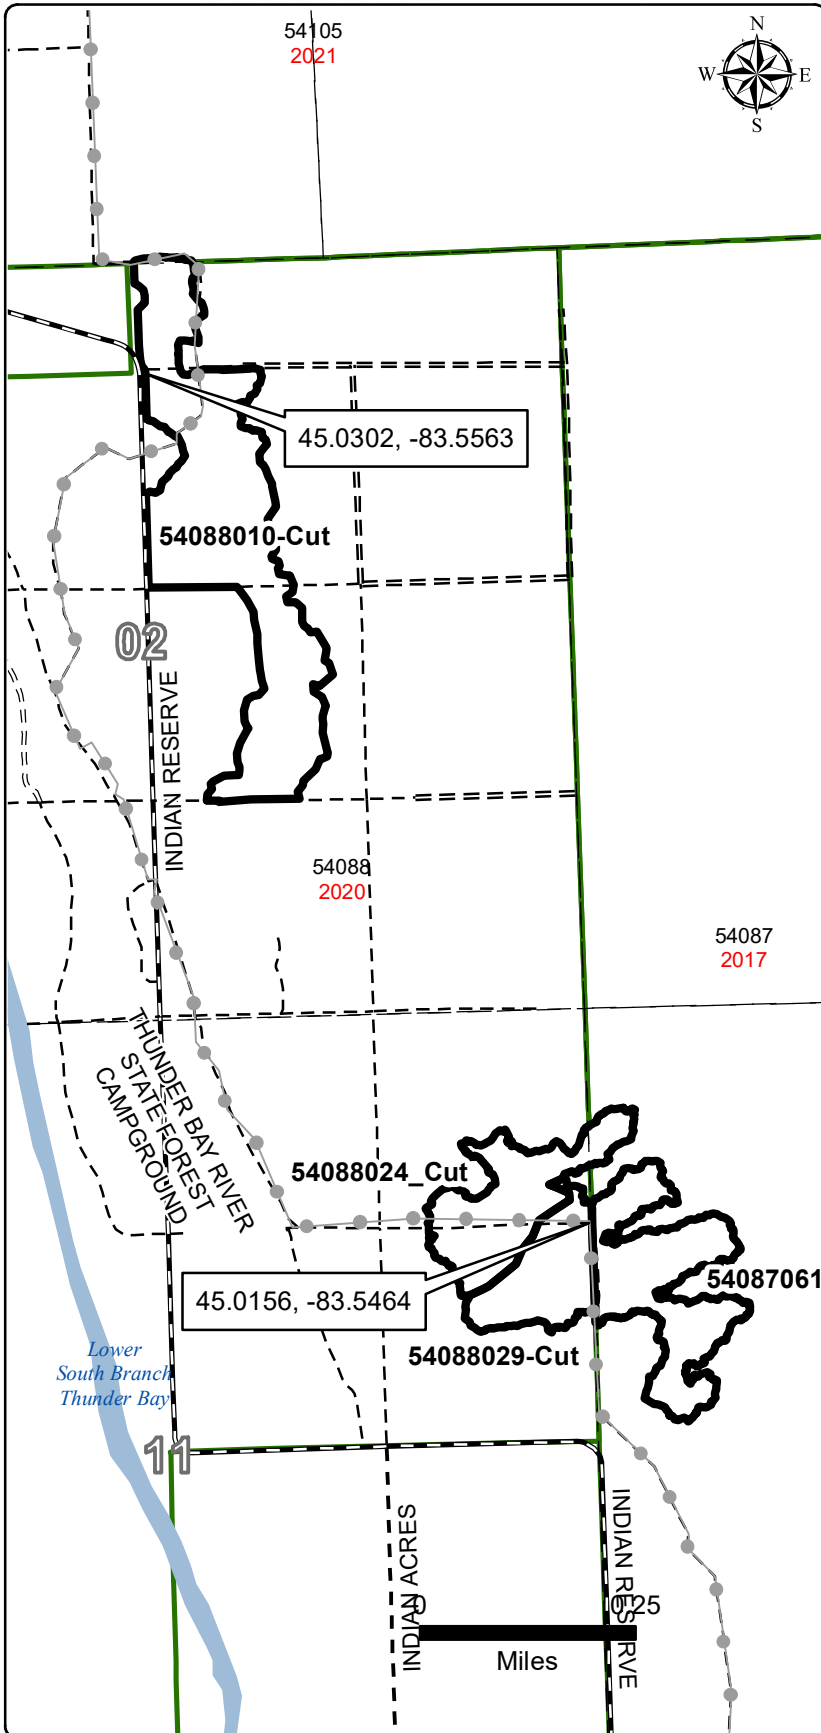 54105
2021
N
W E
S
45.0302, -83.5563
54088010-Cut
02
INDIAN RESERVE
54088
2020
54087
2017
THUNDER BAY RIVER
STATE FOREST
CAMPGROUND
54088024_Cut
45.0156, -83.5464
54087061
54088029-Cut
Lower
South Branch
Thunder Bay
11
INDIAN ACRES
INDIAN RESERVE
0 0.25
Miles